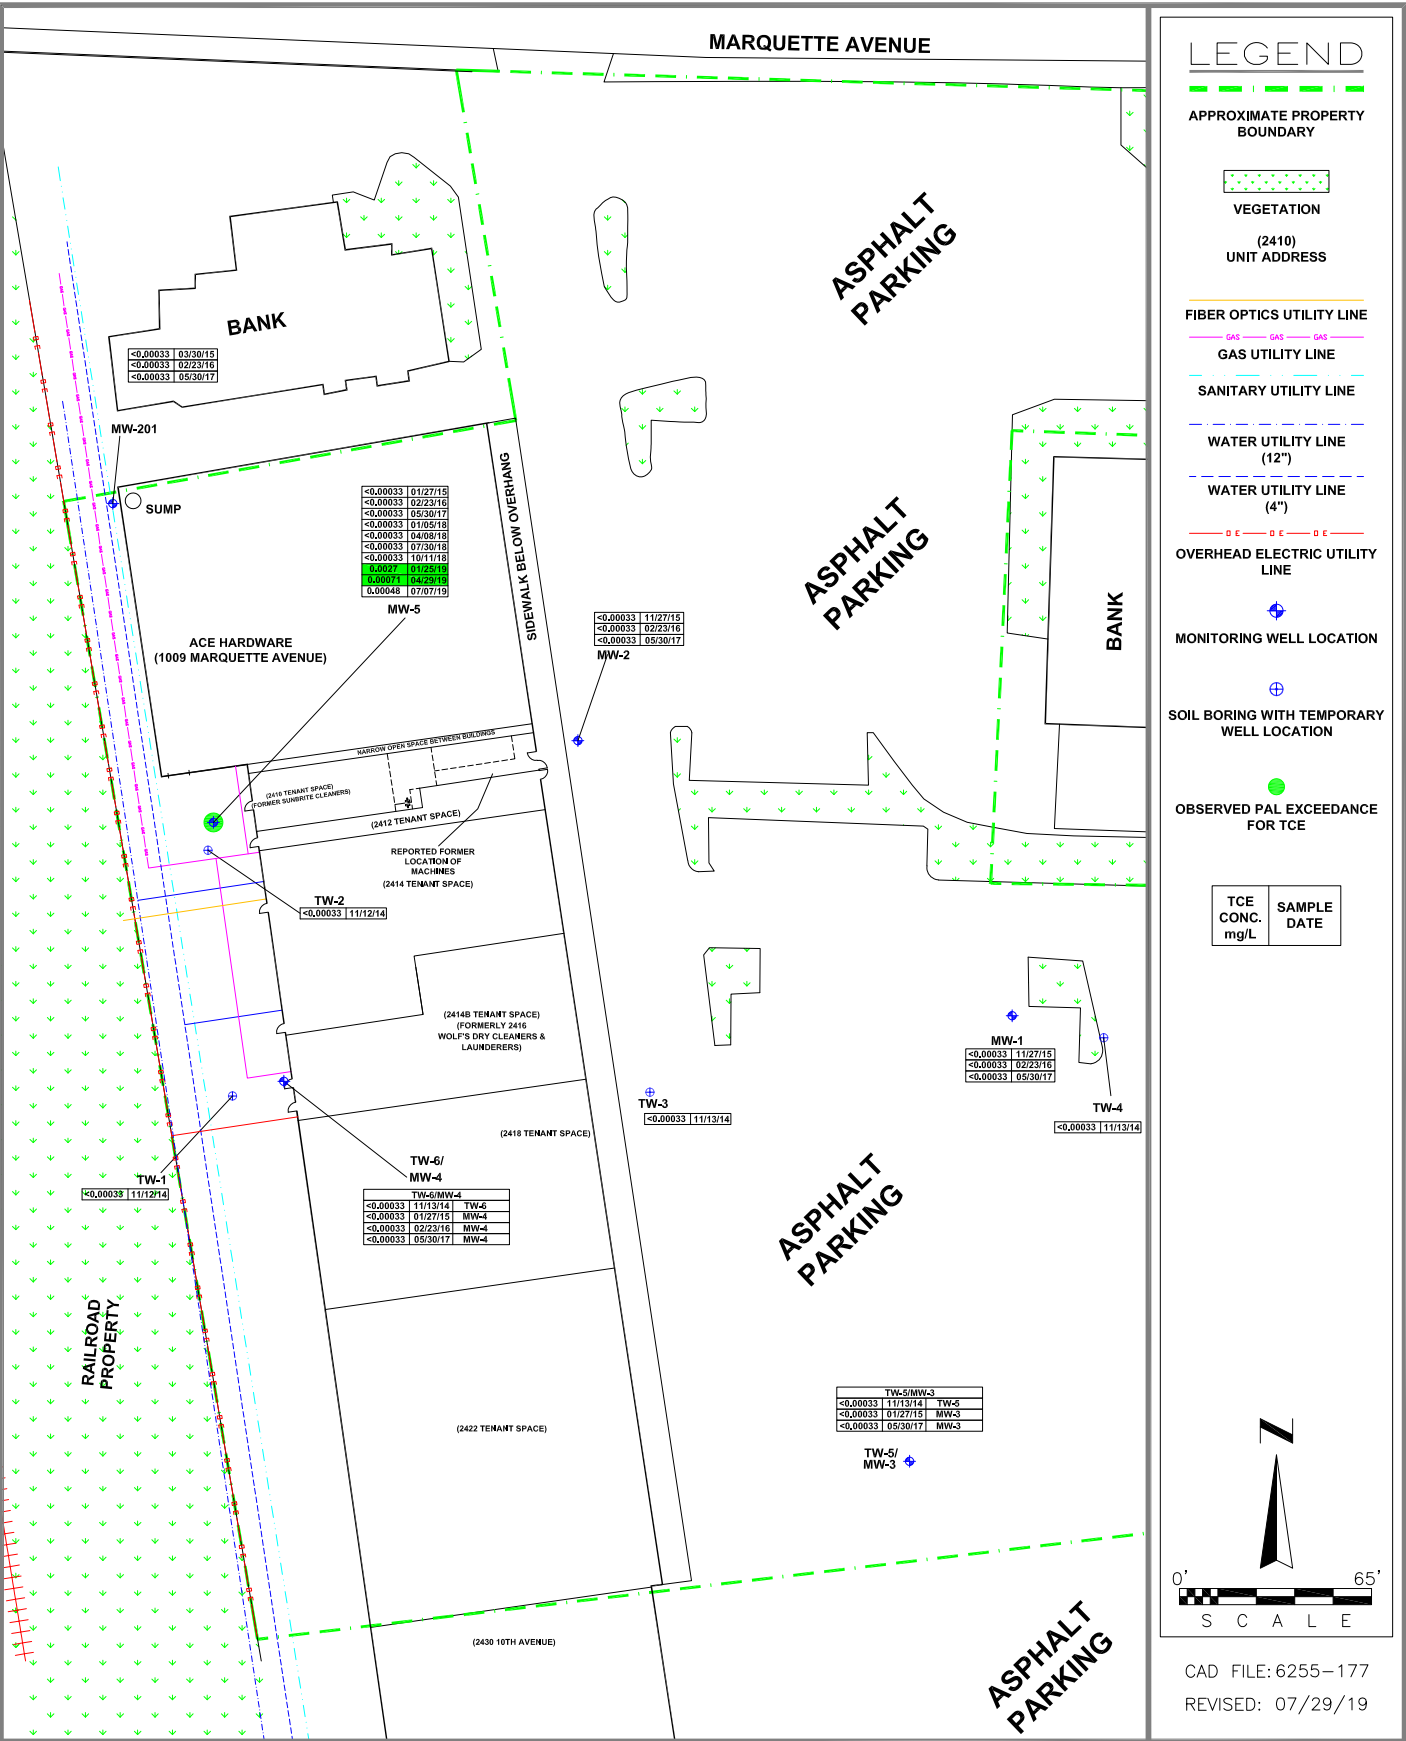 MARQUETTE AVENUE
ASPHALT
PARKING
BANK
<0.00033 03/30/15
<0.00033 02/23/16
<0.00033 05/30/17
MW-201
SUMP
<0.00033 01/27/15
<0.00033 02/23/16
<0.00033 05/30/17
<0.00033 01/05/18
<0.00033 04/08/18
<0.00033 07/30/18
<0.00033 10/11/18
0.0027 01/25/19
0.00071 04/29/19
0.00048 07/07/19
MW-5
SIDEWALK BELOW OVERHANG
ASPHALT
PARKING
ACE HARDWARE
(1009 MARQUETTE AVENUE)
<0.00033 11/27/15
<0.00033 02/23/16
<0.00033 05/30/17
MW-2
BANK
NARROW OPEN SPACE BETWEEN BUILDINGS
(2410 TENANT SPACE)
(FORMER SUNBRITE CLEANERS)
(2412 TENANT SPACE)
REPORTED FORMER
LOCATION OF
MACHINES
(2414 TENANT SPACE)
TW-2
<0.00033 11/12/14
(2414B TENANT SPACE)
(FORMERLY 2416
WOLF'S DRY CLEANERS &
LAUNDERERS)
MW-1
<0.00033 11/27/15
<0.00033 02/23/16
<0.00033 05/30/17
TW-3
<0.00033 11/13/14
TW-4
<0.00033 11/13/14
(2418 TENANT SPACE)
TW-1
<0.00033 11/12/14
TW-6/
MW-4
TW-6/MW-4
<0.00033 11/13/14 TW-6
<0.00033 01/27/15 MW-4
<0.00033 02/23/16 MW-4
<0.00033 05/30/17 MW-4
ASPHALT
PARKING
RAILROAD
PROPERTY
TW-5/MW-3
<0.00033 11/13/14 TW-5
<0.00033 01/27/15 MW-3
<0.00033 05/30/17 MW-3
TW-5/
MW-3
(2422 TENANT SPACE)
(2430 10TH AVENUE)
ASPHALT
PARKING
LEGEND
APPROXIMATE PROPERTY
BOUNDARY
VEGETATION
(2410)
UNIT ADDRESS
FIBER OPTICS UTILITY LINE
GAS GAS GAS
GAS UTILITY LINE
SANITARY UTILITY LINE
WATER UTILITY LINE
(12")
WATER UTILITY LINE
(4")
OE OE OE
OVERHEAD ELECTRIC UTILITY
LINE
MONITORING WELL LOCATION
SOIL BORING WITH TEMPORARY
WELL LOCATION
OBSERVED PAL EXCEEDANCE
FOR TCE
TCE
CONC.
mg/L
SAMPLE
DATE
N
0' 65'
SCALE
CAD FILE: 6255-177
REVISED: 07/29/19